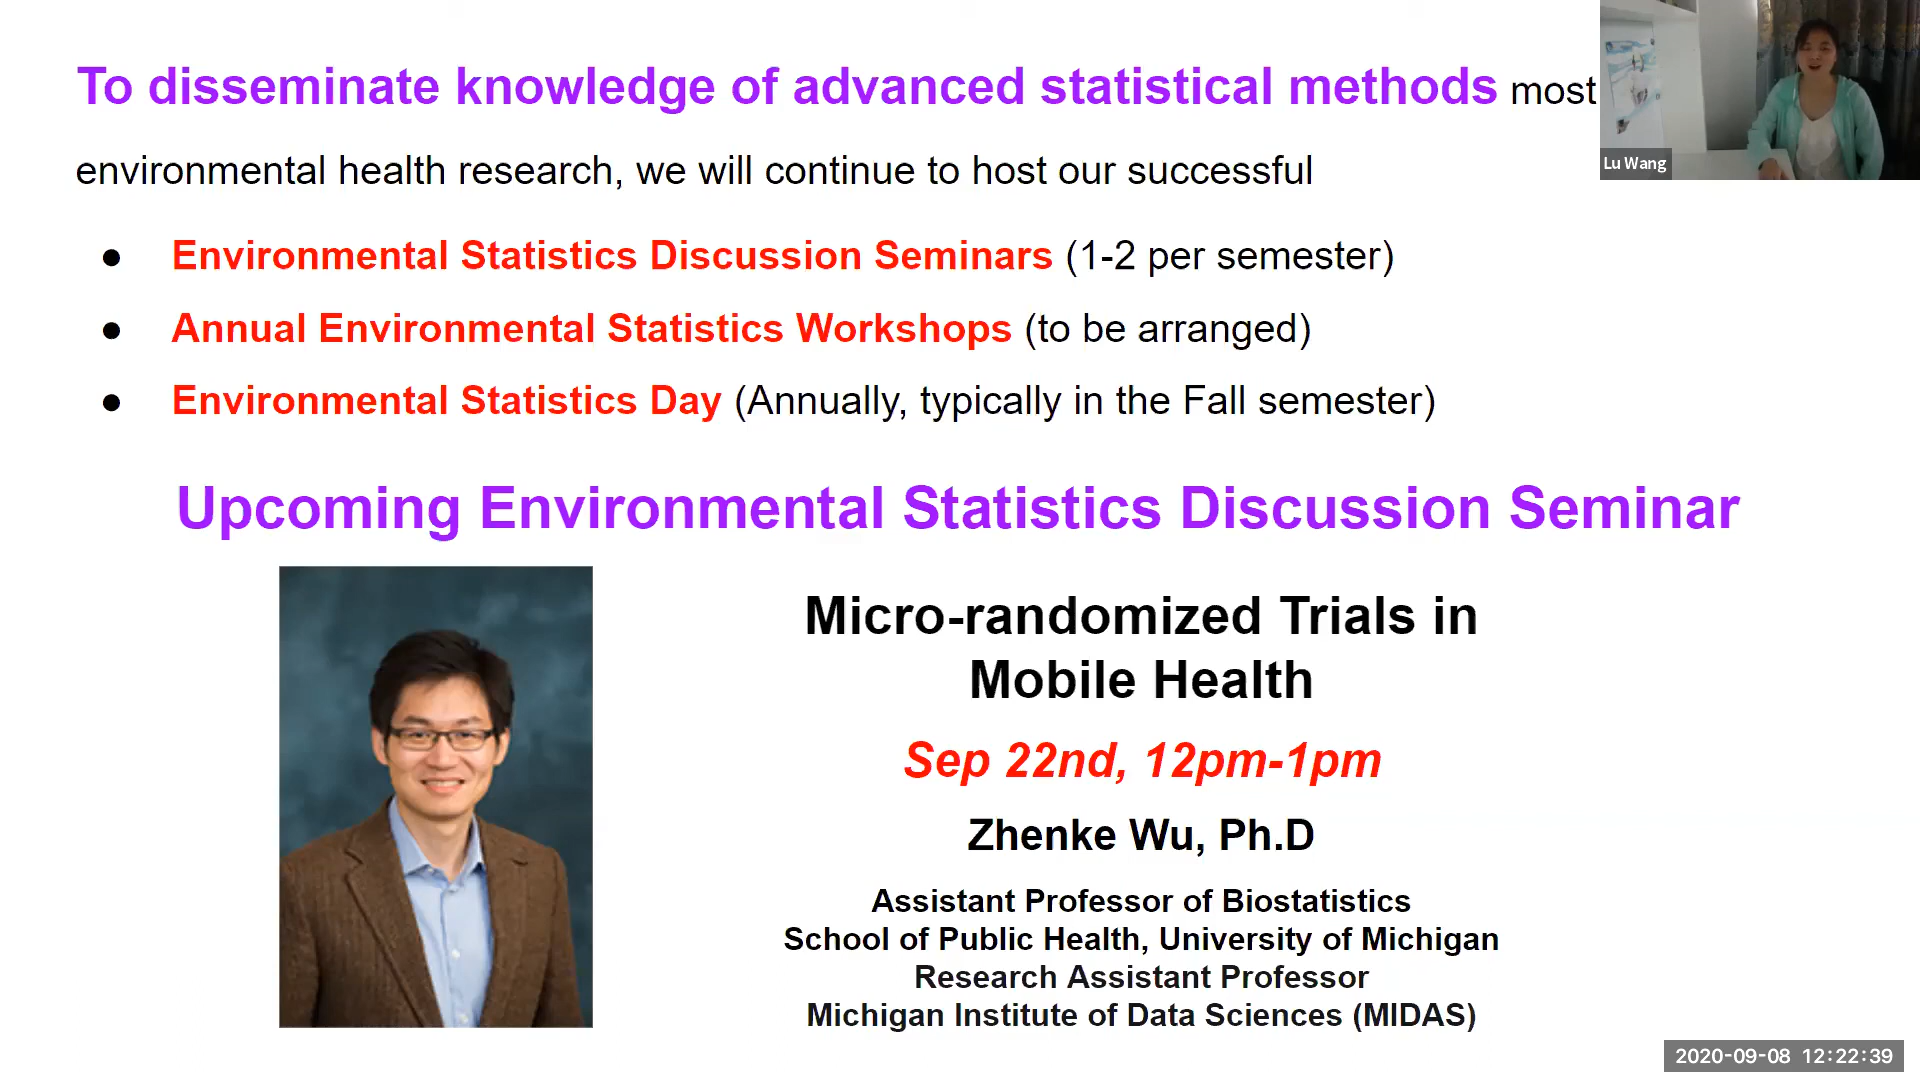 To disseminate knowledge of advanced statistical methods most
environmental health research, we will continue to host our successful
● Environmental Statistics Discussion Seminars (1-2 per semester)
● Annual Environmental Statistics Workshops (to be arranged)
● Environmental Statistics Day (Annually, typically in the Fall semester)
Upcoming Environmental Statistics Discussion Seminar
Micro-randomized Trials in
Mobile Health
Sep 22nd, 12pm-1pm
Zhenke Wu, Ph.D
Assistant Professor of Biostatistics
School of Public Health, University of Michigan
Research Assistant Professor
Michigan Institute of Data Sciences (MIDAS)
Lu Wang
2020-09-08 12:22:39